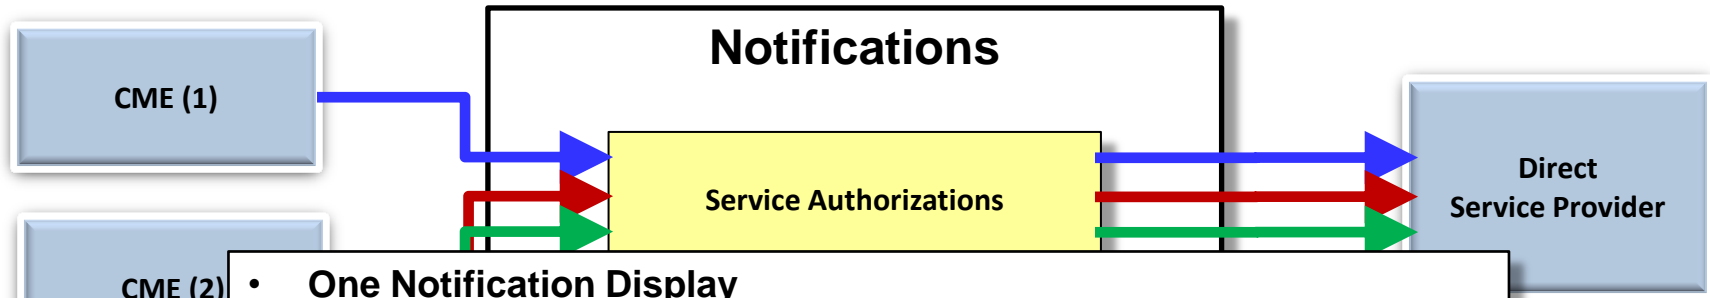 Notifications
CME (1)
Service Authorizations
Direct
Service Provider
CME (2)
• One Notification Display